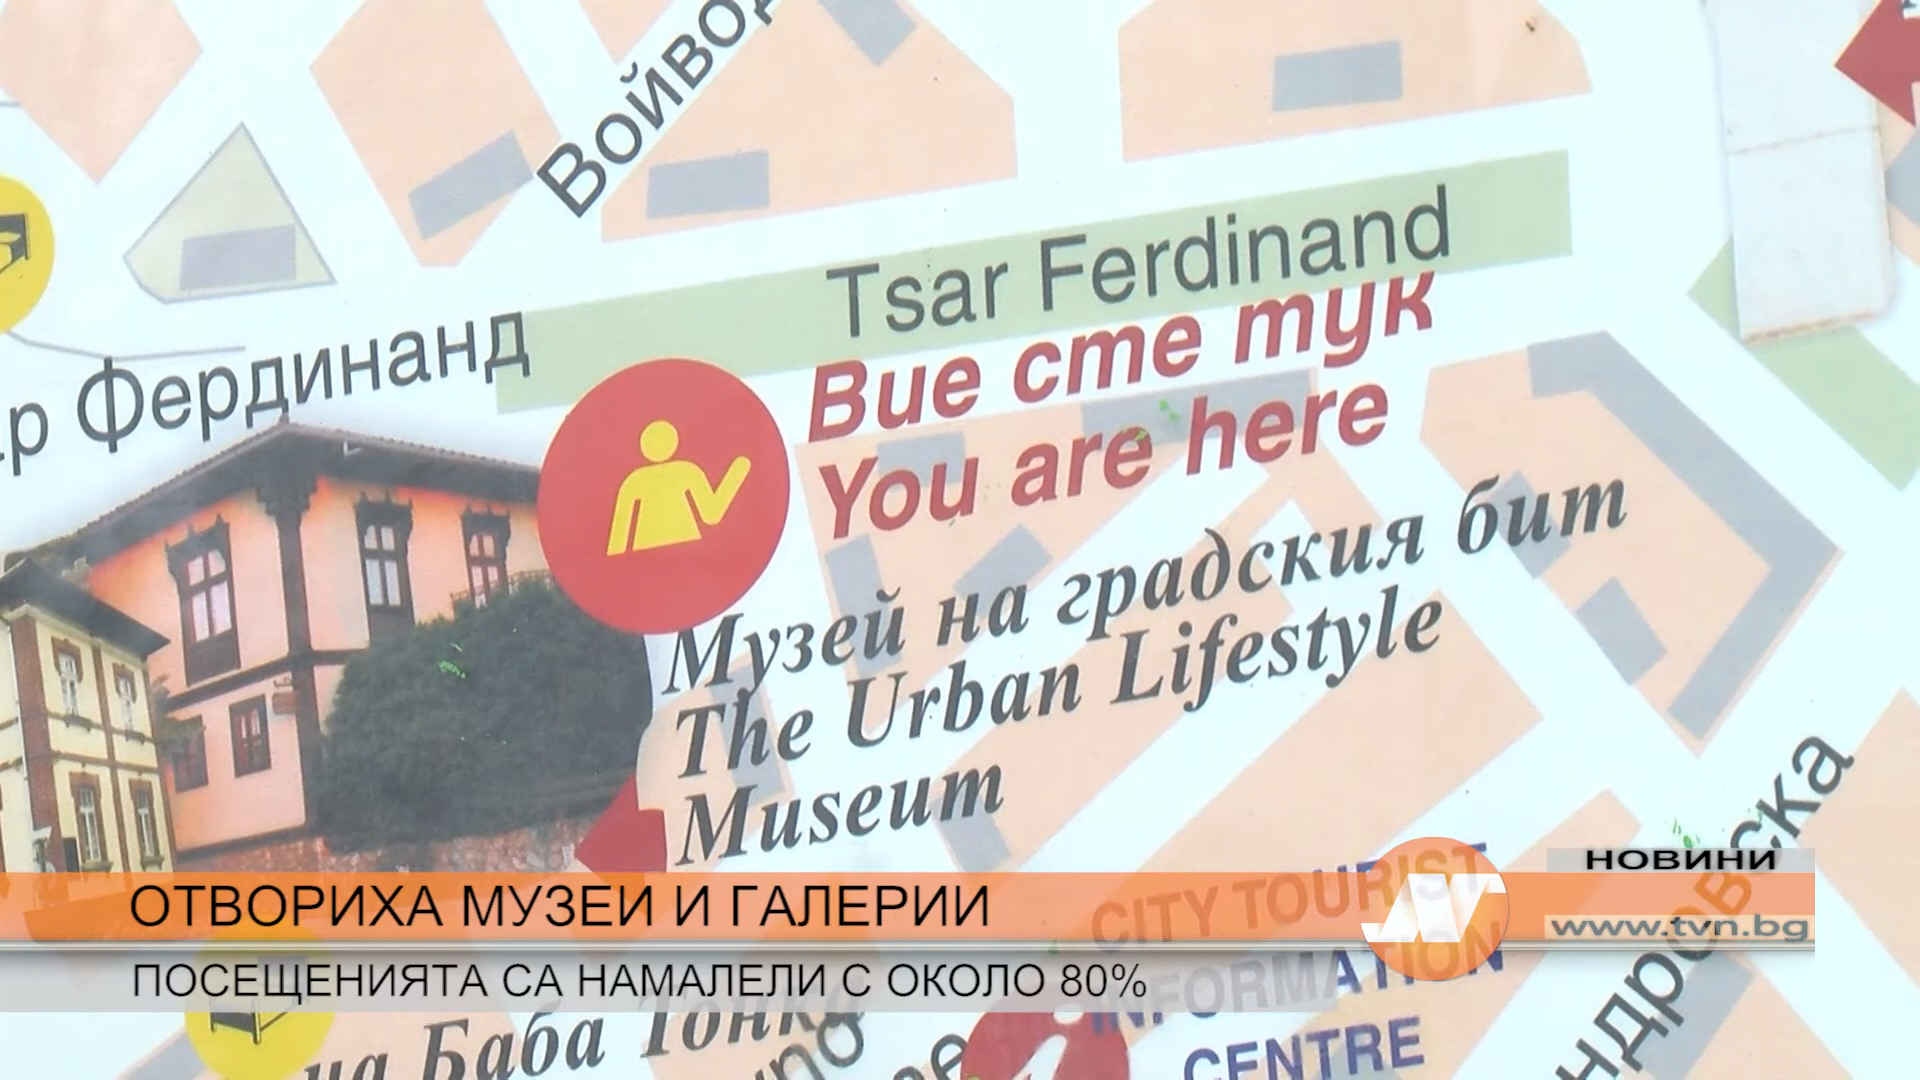 Войвод
Tsar Ferdinand
Фердинанд
Вие сте тук
You are here
Музей на градския бит
The Urban Lifestyle
Museum
НОВИНИ
ОТВОРИХА МУЗЕИ И ГАЛЕРИИ
www.tvn.bg
ПОСЕЩЕНИЯТА СА НАМАЛЕЛИ С ОКОЛО 80%
CITY TOURIST
INFORMATION
CENTRE
на Баба Тонка
ндровска